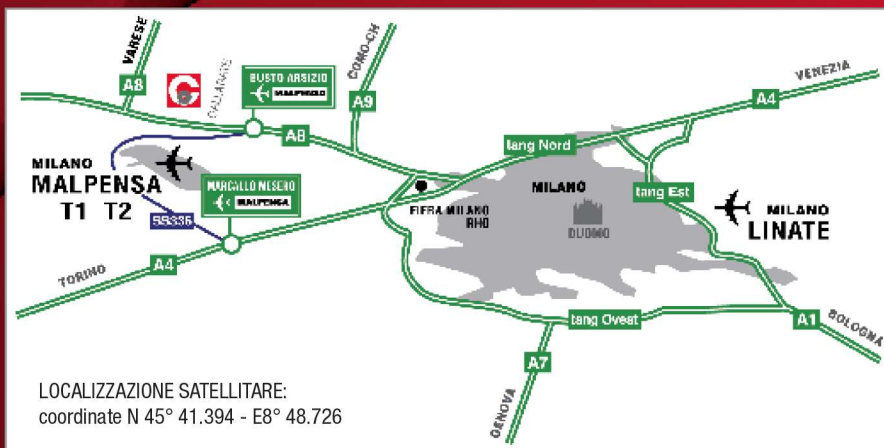 VARESE
COMO-CH
VENEZIA
A8
GALLARATE
BUSTO ARSIZIO
MALPENSA
A9
A4
A8
tang Nord
MILANO
MALPENSA
T1 T2
MARCALLO MESERO
MALPENSA
FIERA MILANO
RHO
MILANO
DUOMO
tang Est
MILANO
LINATE
SS336
TORINO
A4
tang Ovest
A1
BOLOGNA
A7
GENOVA
LOCALIZZAZIONE SATELLITARE:
coordinate N 45° 41.394 - E8° 48.726